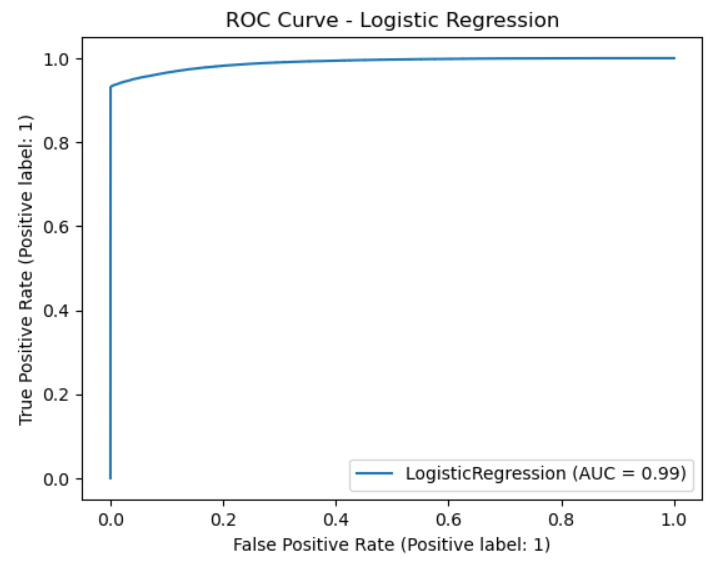 ROC Curve - Logistic Regression
True Positive Rate (Positive label: 1)
1.0
0.8
0.6
0.4
0.2
0.0
LogisticRegression (AUC = 0.99)
0.0 0.2 0.4 0.6 0.8 1.0
False Positive Rate (Positive label: 1)